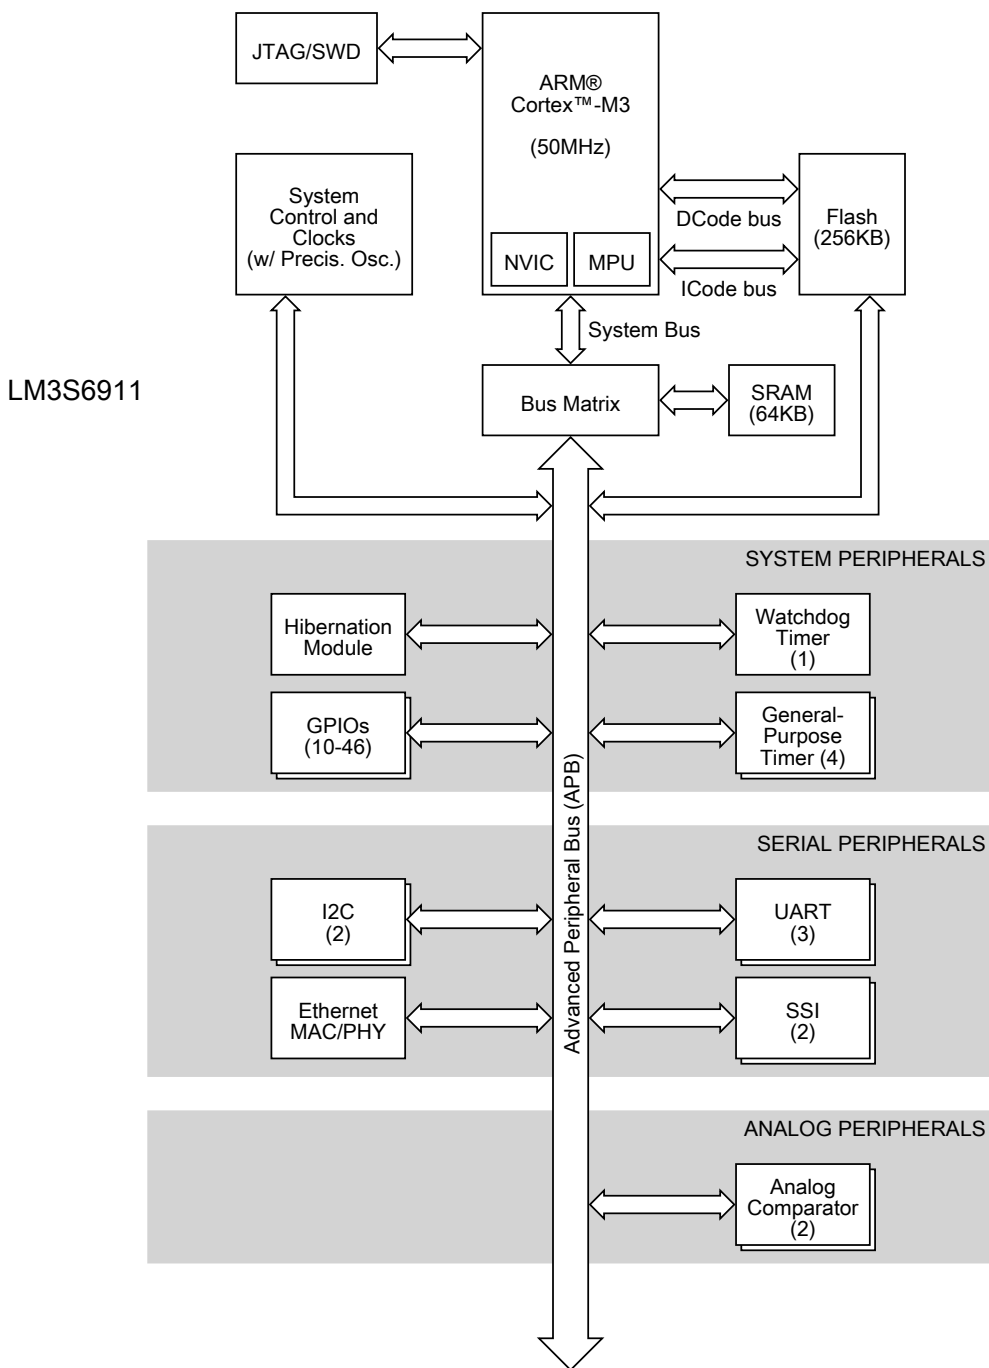 JTAG/SWD
ARM®
Cortex™-M3
(50MHz)
System
Control and
Clocks
(w/ Precis. Osc.)
DCode bus
Flash
(256KB)
NVIC
MPU
ICode bus
System Bus
LM3S6911
Bus Matrix
SRAM
(64KB)
SYSTEM PERIPHERALS
Hibernation
Module
Watchdog
Timer
(1)
GPIOs
(10-46)
General-
Purpose
Timer (4)
Advanced Peripheral Bus (APB)
SERIAL PERIPHERALS
I2C
(2)
UART
(3)
Ethernet
MAC/PHY
SSI
(2)
ANALOG PERIPHERALS
Analog
Comparator
(2)